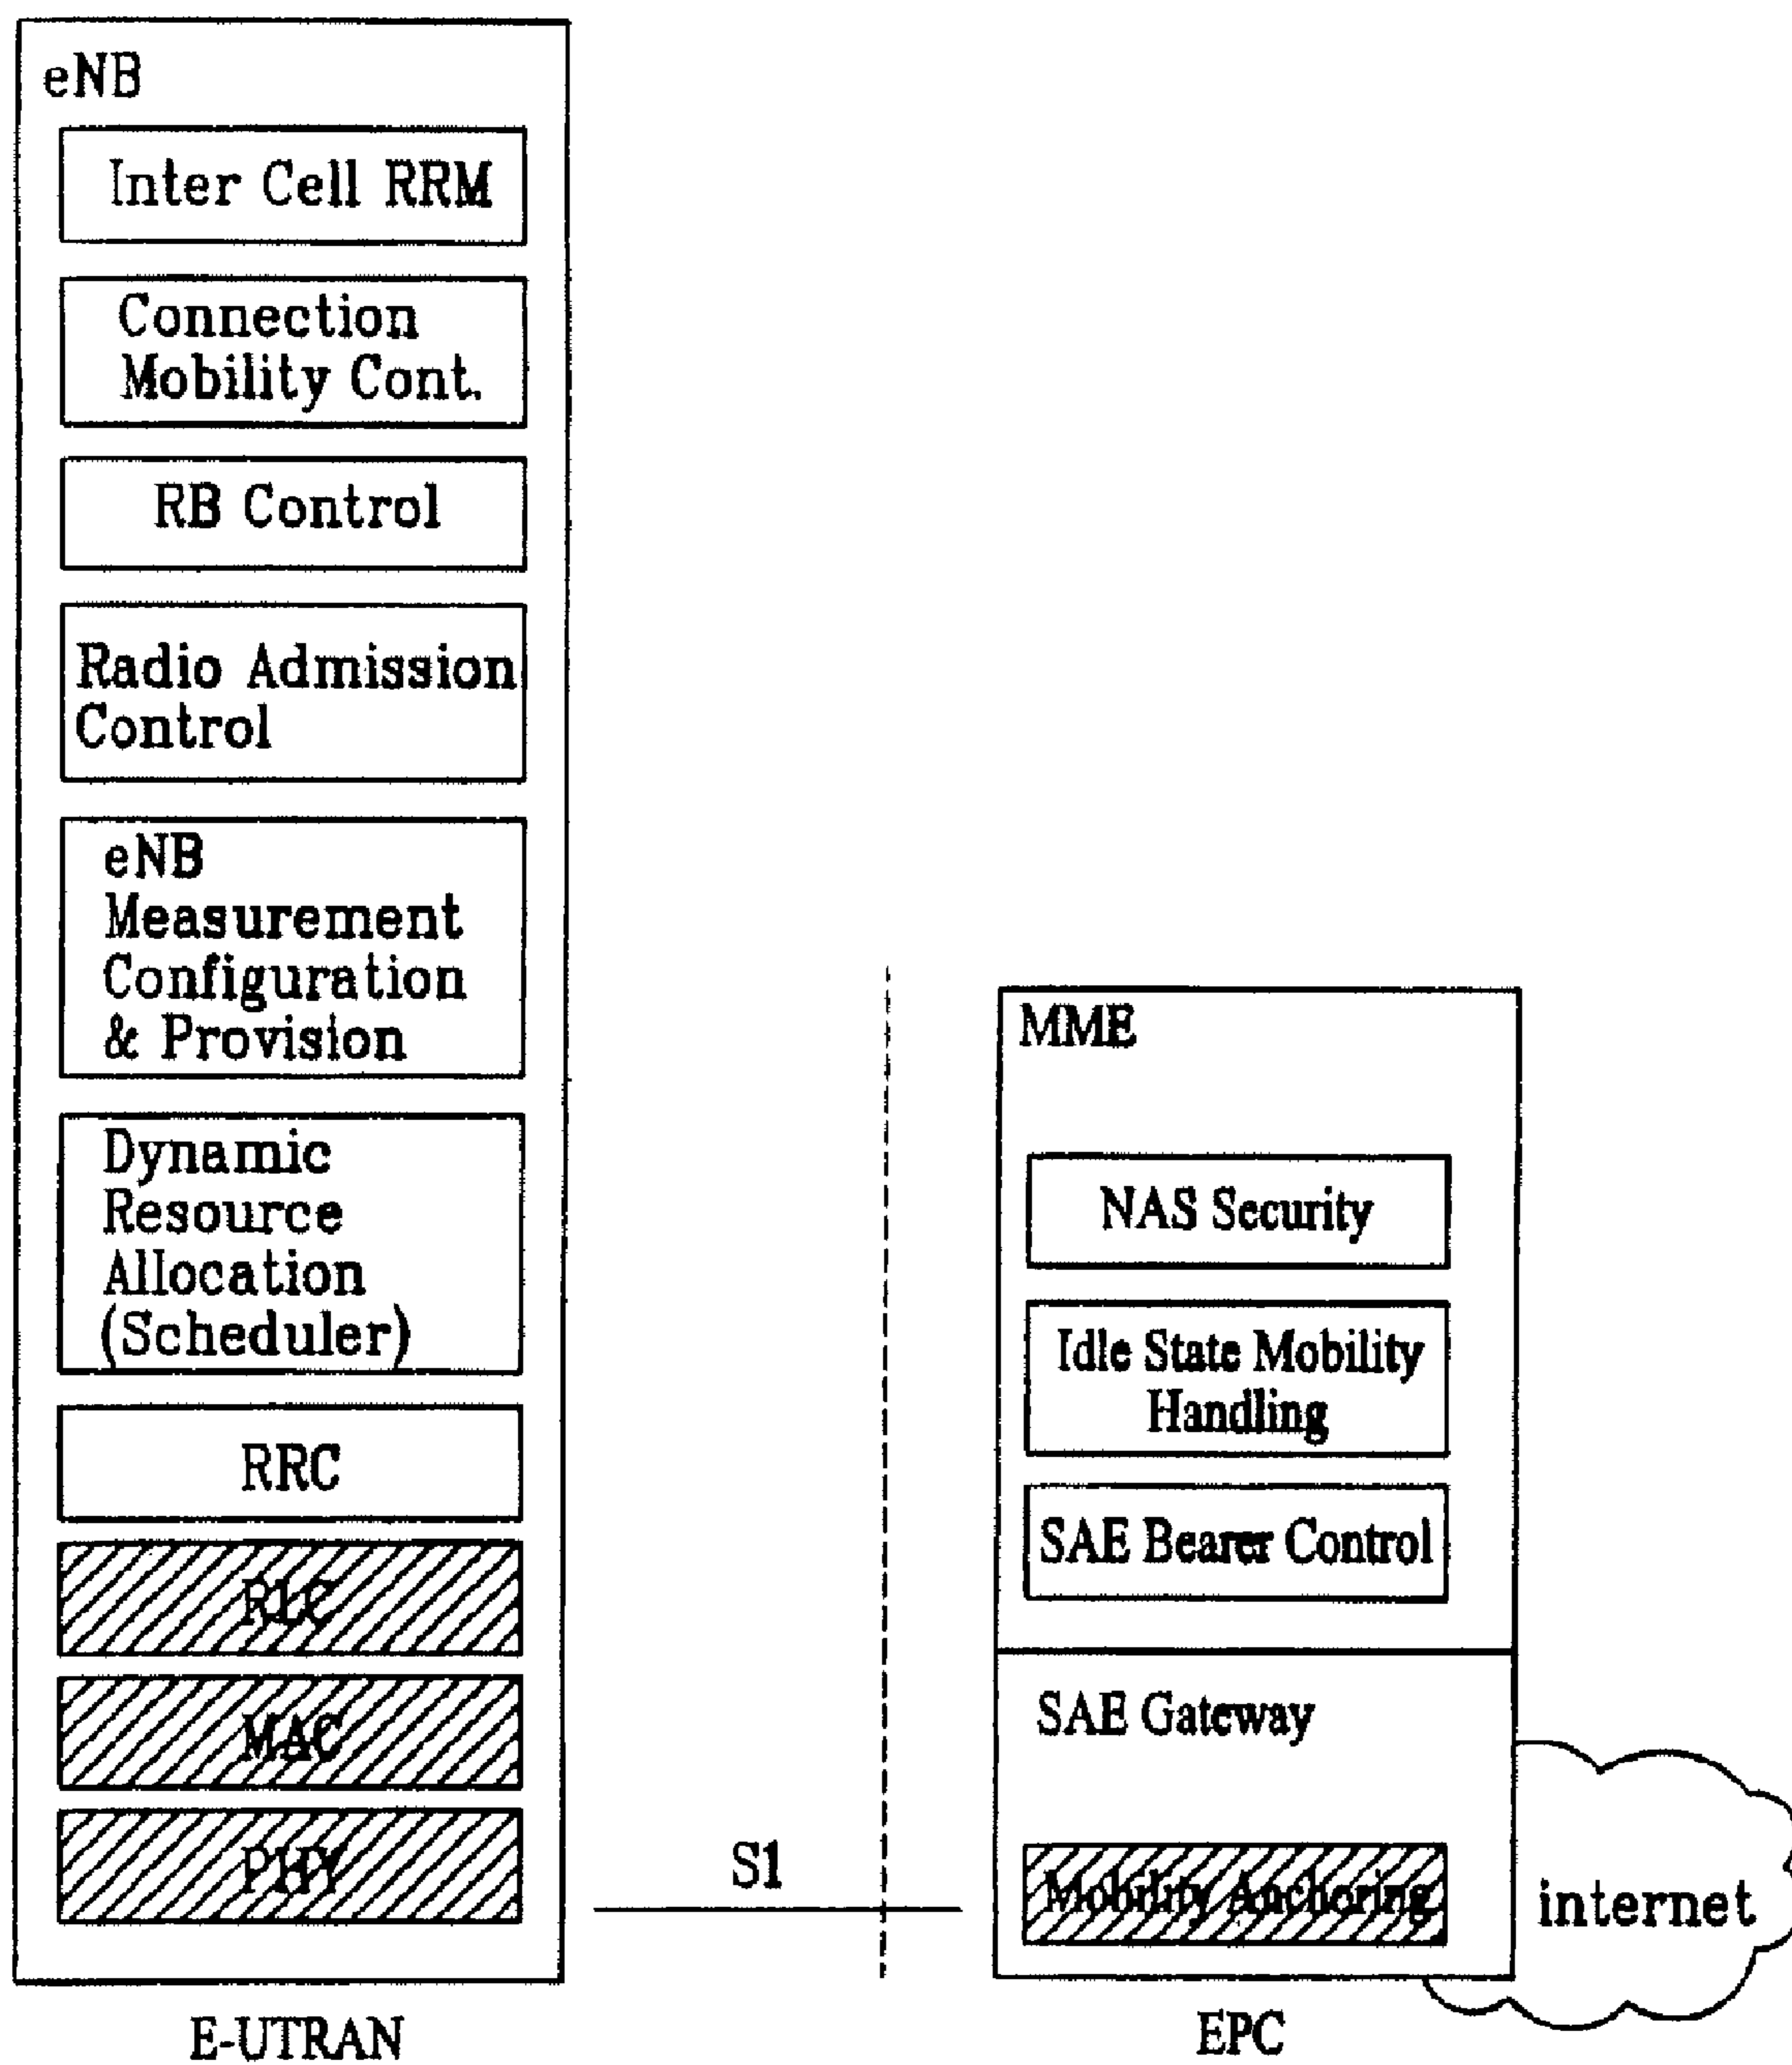 eNB
Inter Cell RRM
Connection
Mobility Cont.
RB Control
Radio Admission
Control
eNB
Measurement
Configuration
& Provision
Dynamic
Resource
Allocation
(Scheduler)
RRC
RLC
MAC
PHY
E-UTRAN
S1
MME
NAS Security
Idle State Mobility
Handling
SAE Bearer Control
SAE Gateway
Mobility Anchoring
EPC
internet